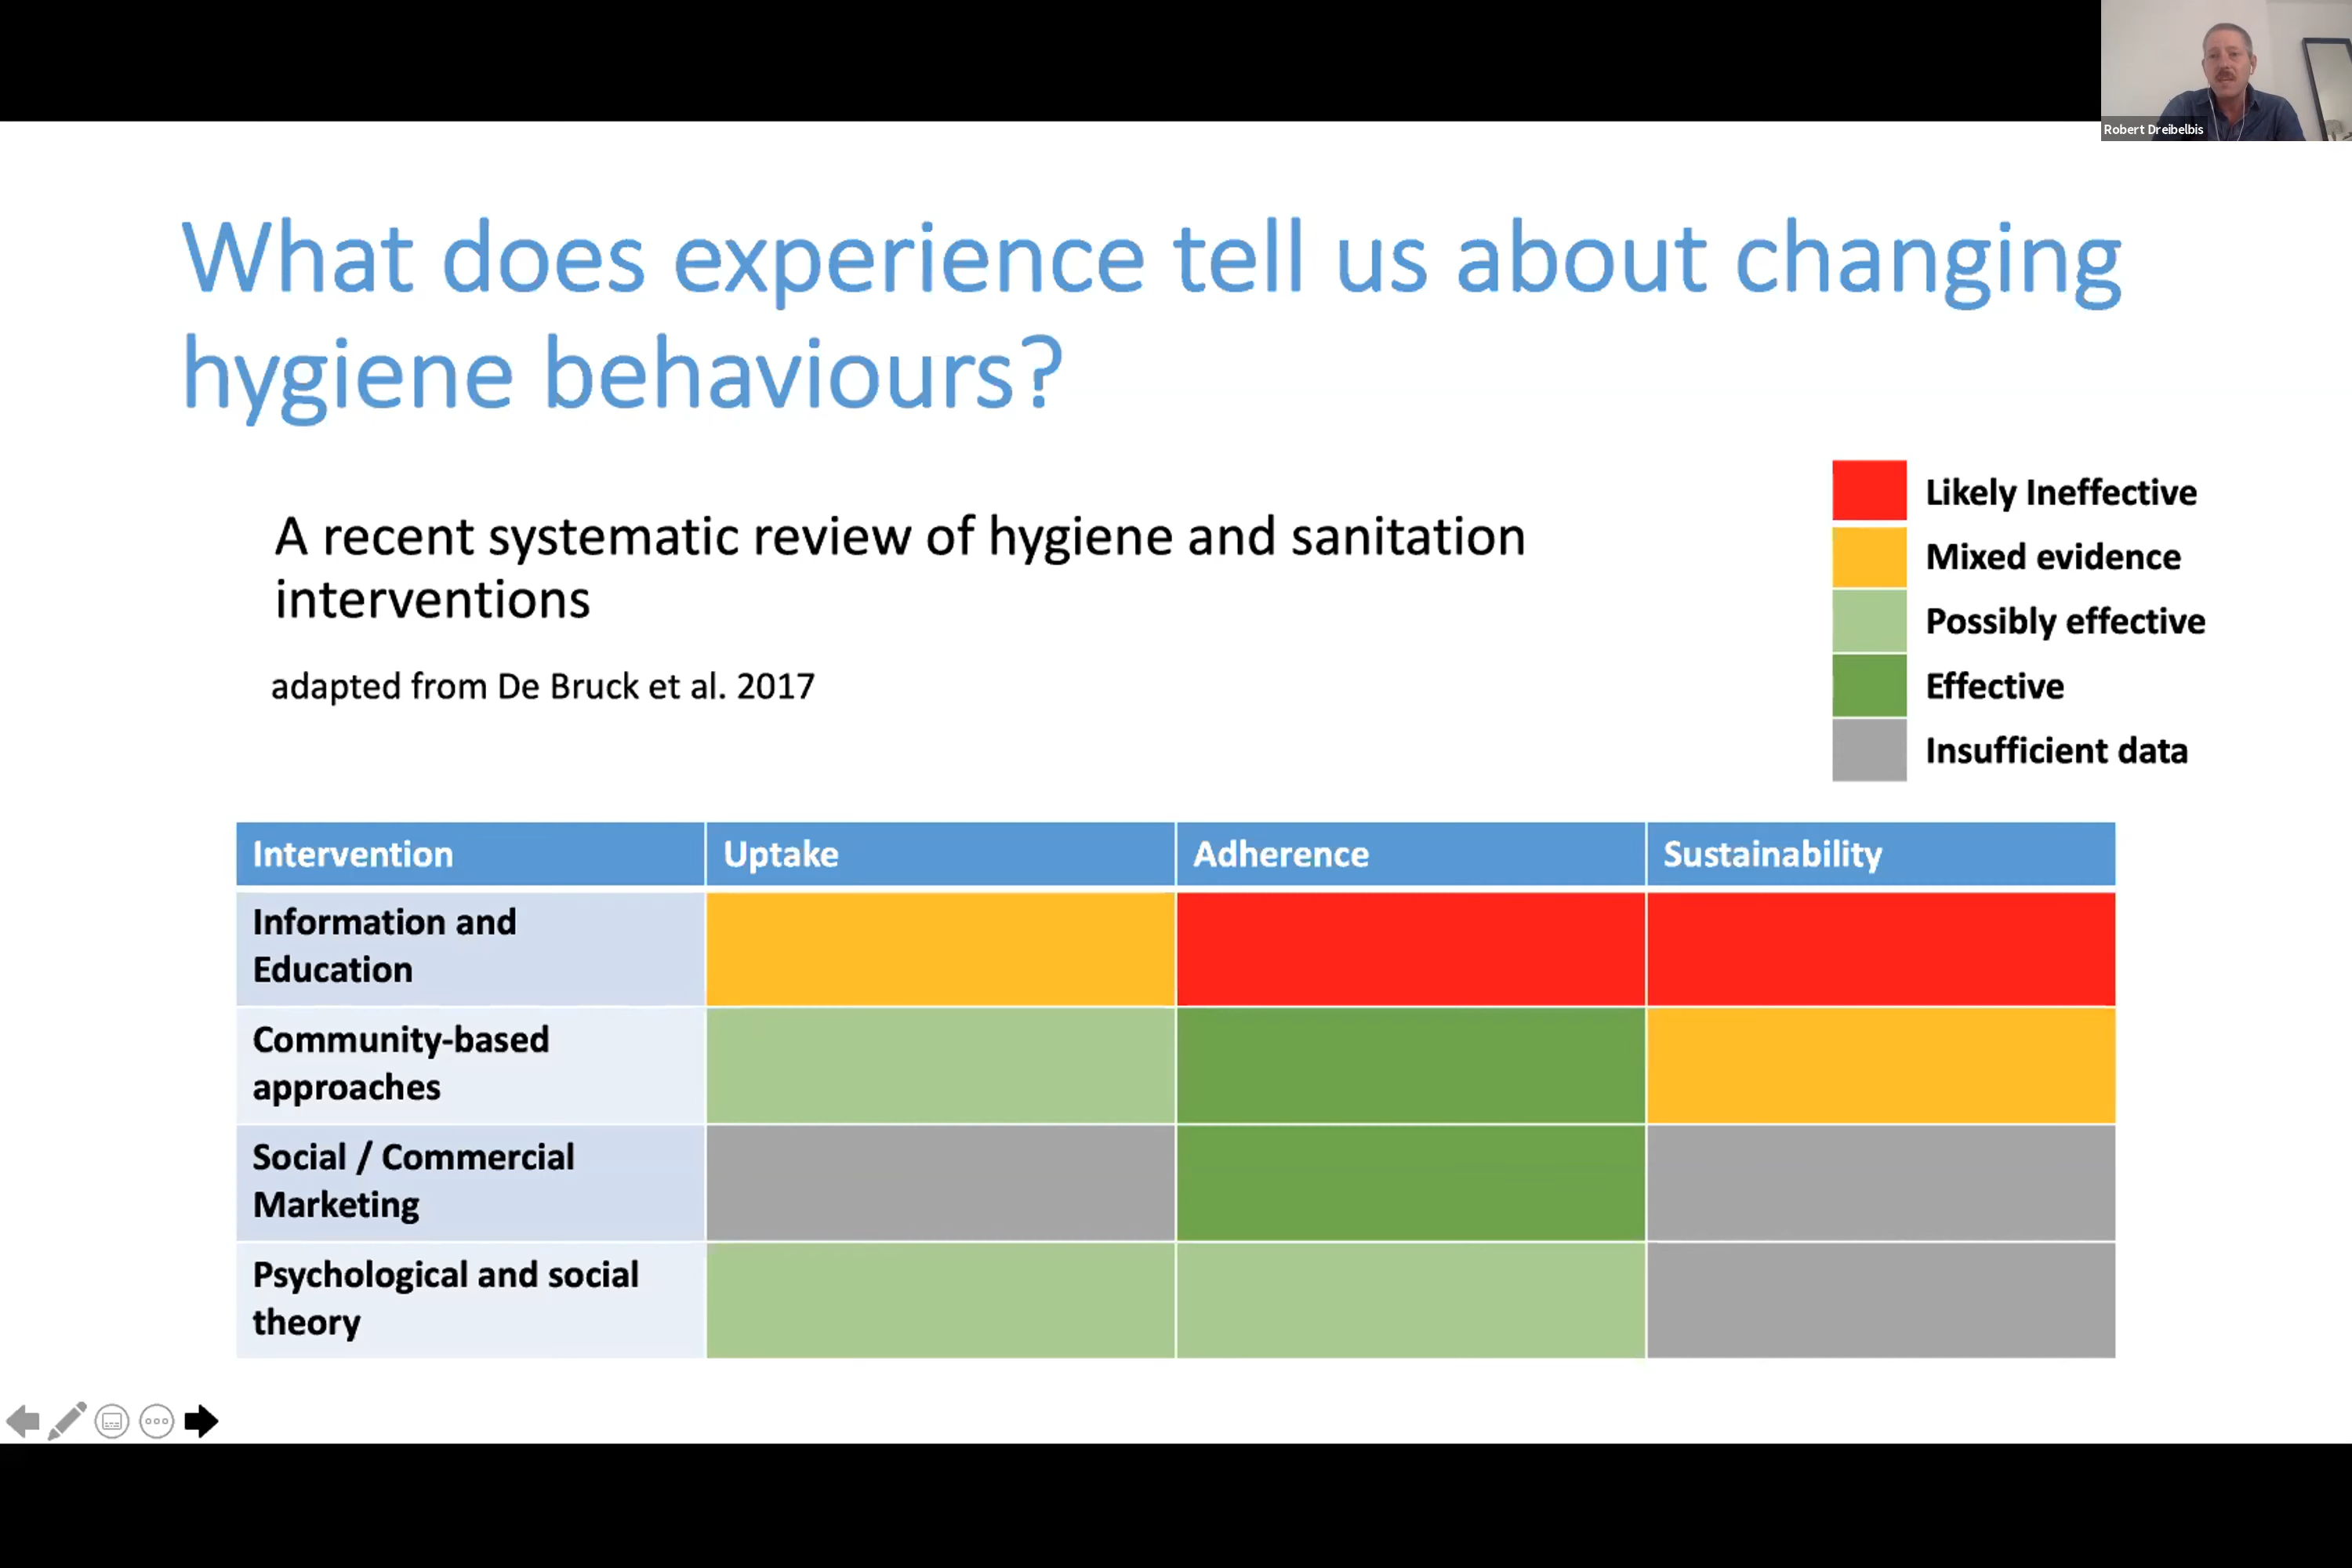 Robert Dreibelbis
What does experience tell us about changing
hygiene behaviours?
A recent systematic review of hygiene and sanitation
interventions
adapted from De Bruck et al. 2017
Likely Ineffective
Mixed evidence
Possibly effective
Effective
Insufficient data
Intervention Uptake Adherence Sustainability
Information and
Education
Community-based
approaches
Social / Commercial
Marketing
Psychological and social
theory